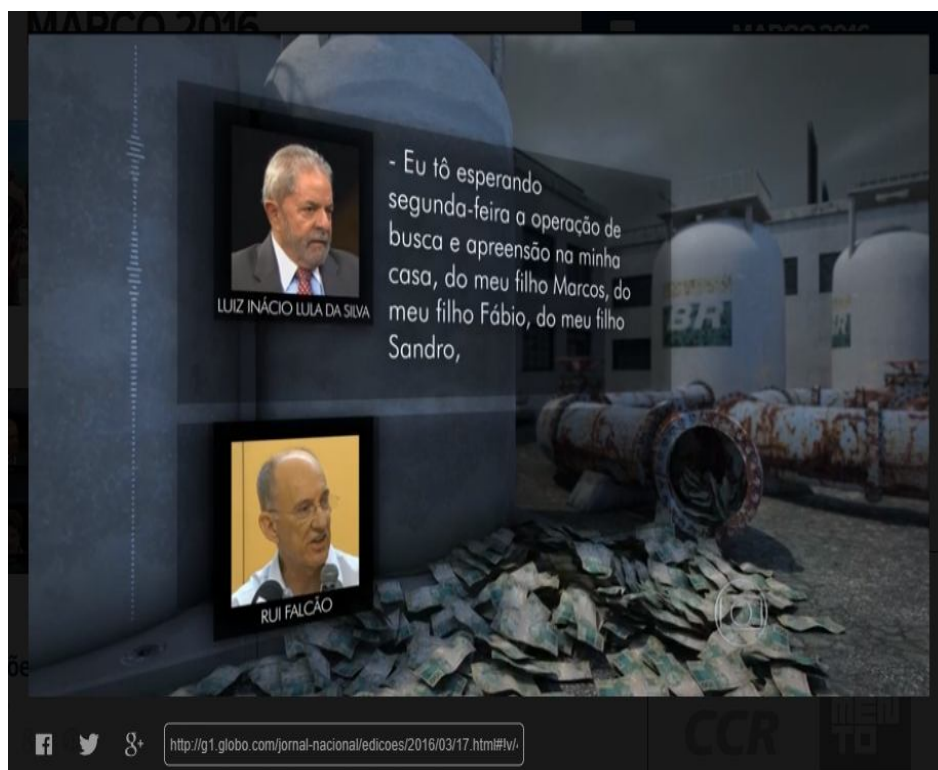 MARÇO 2016
MARÇO 2016
LUIZ INÁCIO LULA DA SILVA
- Eu tô esperando
segunda-feira a operação de
busca e apreensão na minha
casa, do meu filho Marcos, do
meu filho Fábio, do meu filho
Sandro,
BR
RUI FALCÃO
http://g1.globo.com/jornal-nacional/edicoes/2016/03/17.html#!v/
CCR